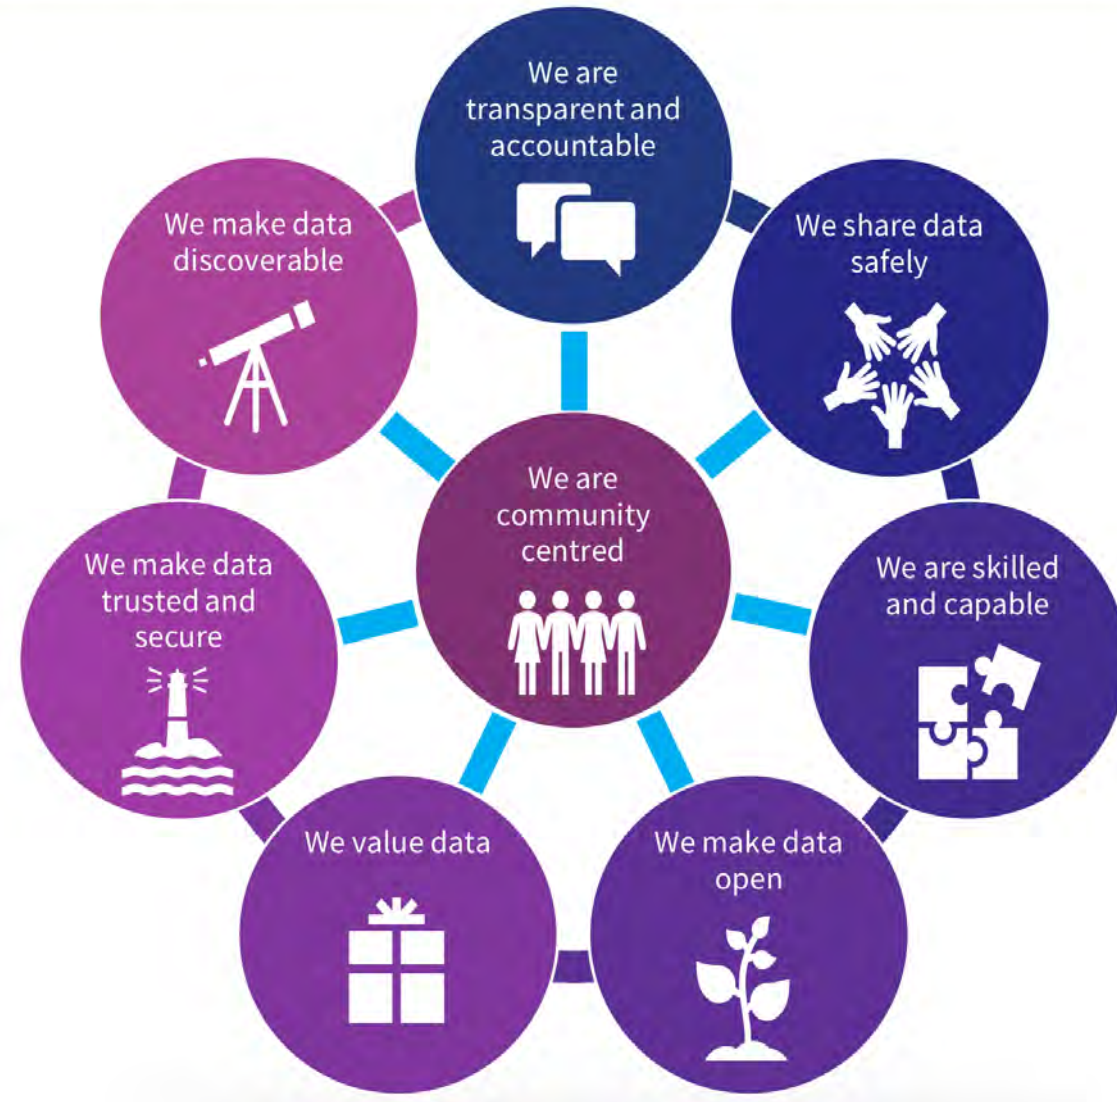 We are
transparent and
accountable
We share data
safely
We are skilled
and capable
We make data
open
We value data
We make data
trusted and
secure
We make data
discoverable
We are
community
centred